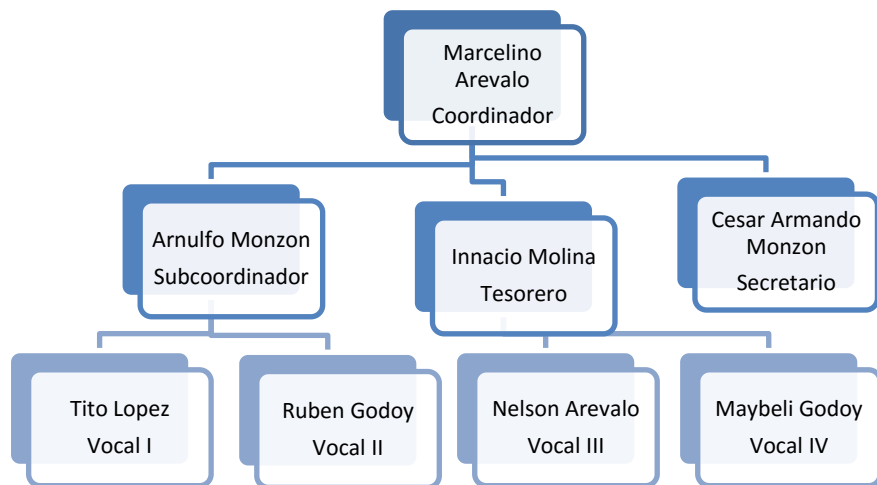 Marcelino
Arevalo
Coordinador
Arnulfo Monzon
Subcoordinador
Innacio Molina
Tesorero
Cesar Armando
Monzon
Secretario
Tito Lopez
Vocal I
Ruben Godoy
Vocal II
Nelson Arevalo
Vocal III
Maybeli Godoy
Vocal IV